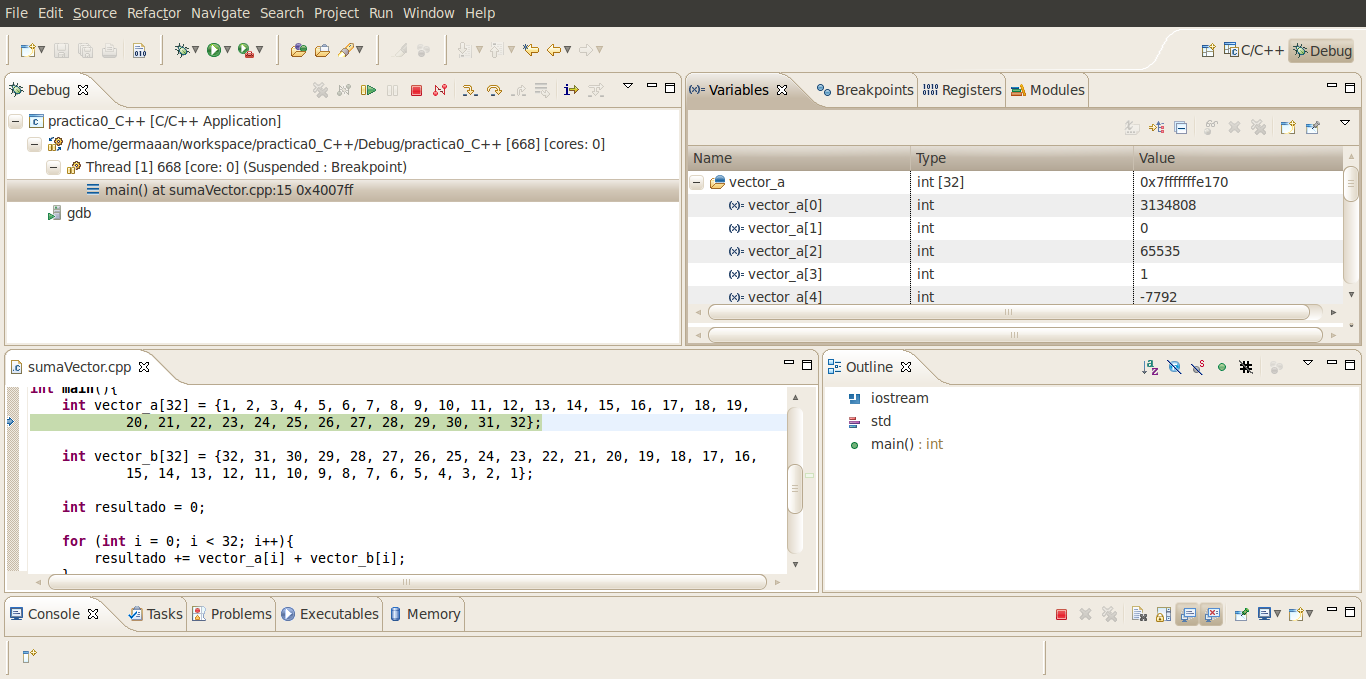 File Edit Source Refactor Navigate Search Project Run Window Help
C/C++ Debug
Debug
practica0_C++ [C/C++ Application]
/home/germaaan/workspace/practica0_C++/Debug/practica0_C++ [668] [cores: 0]
Thread [1] 668 [core: 0] (Suspended : Breakpoint)
main() at sumaVector.cpp:15 0x4007ff
gdb
Variables Breakpoints Registers Modules
Name Type Value
vector_a int [32] 0x7fffffffe170
vector_a[0] int 3134808
vector_a[1] int 0
vector_a[2] int 65535
vector_a[3] int 1
vector_a[4] int -7792
sumaVector.cpp
int main(){
int vector_a[32] = {1, 2, 3, 4, 5, 6, 7, 8, 9, 10, 11, 12, 13, 14, 15, 16, 17, 18, 19,
20, 21, 22, 23, 24, 25, 26, 27, 28, 29, 30, 31, 32};
int vector_b[32] = {32, 31, 30, 29, 28, 27, 26, 25, 24, 23, 22, 21, 20, 19, 18, 17, 16,
15, 14, 13, 12, 11, 10, 9, 8, 7, 6, 5, 4, 3, 2, 1};
int resultado = 0;
for (int i = 0; i < 32; i++){
resultado += vector_a[i] + vector_b[i];
}
Outline
iostream
std
main() : int
Console Tasks Problems Executables Memory